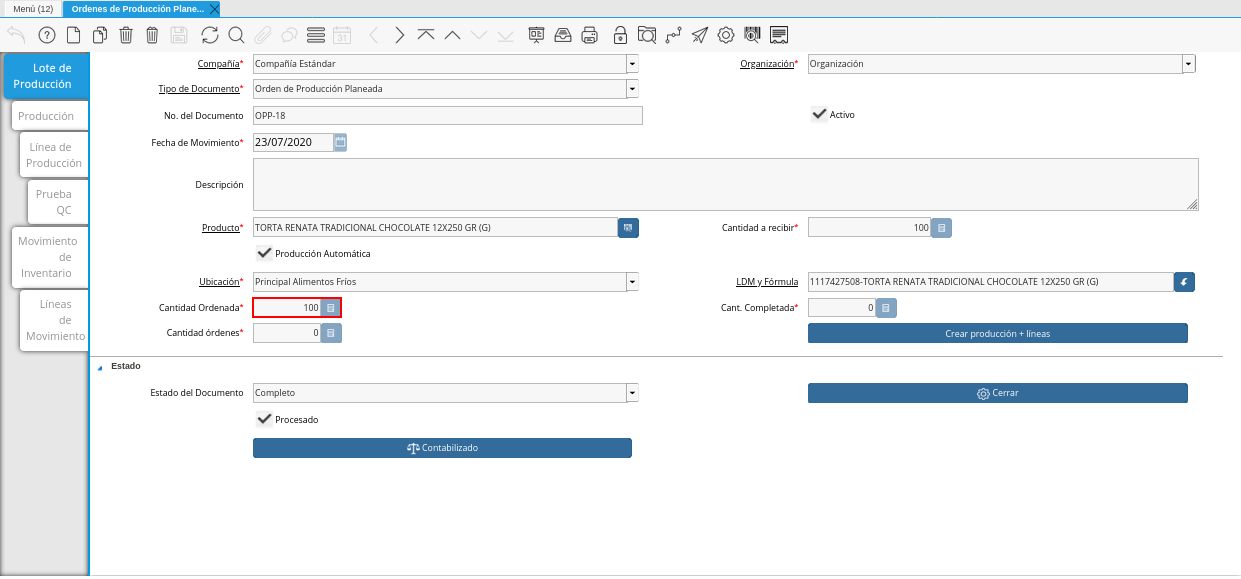 Menú (12)
Ordenes de Producción Plane...
31
Lote de
Producción
Producción
Línea de
Producción
Prueba
QC
Movimiento
de
Inventario
Líneas
de
Movimiento
Compañía* Compañía Estándar
Organización* Organización
Tipo de Documento* Orden de Producción Planeada
No. del Documento OPP-18
Activo
Fecha de Movimiento* 23/07/2020
Descripción
Producto* TORTA RENATA TRADICIONAL CHOCOLATE 12X250 GR (G)
Cantidad a recibir* 100
Producción Automática
Ubicación* Principal Alimentos Fríos
LDM y Fórmula 1117427508-TORTA RENATA TRADICIONAL CHOCOLATE 12X250 GR (G)
Cantidad Ordenada* 100
Cant. Completada* 0
Cantidad órdenes* 0
Crear producción + líneas
Estado
Estado del Documento Completo
Cerrar
Procesado
Contabilizado